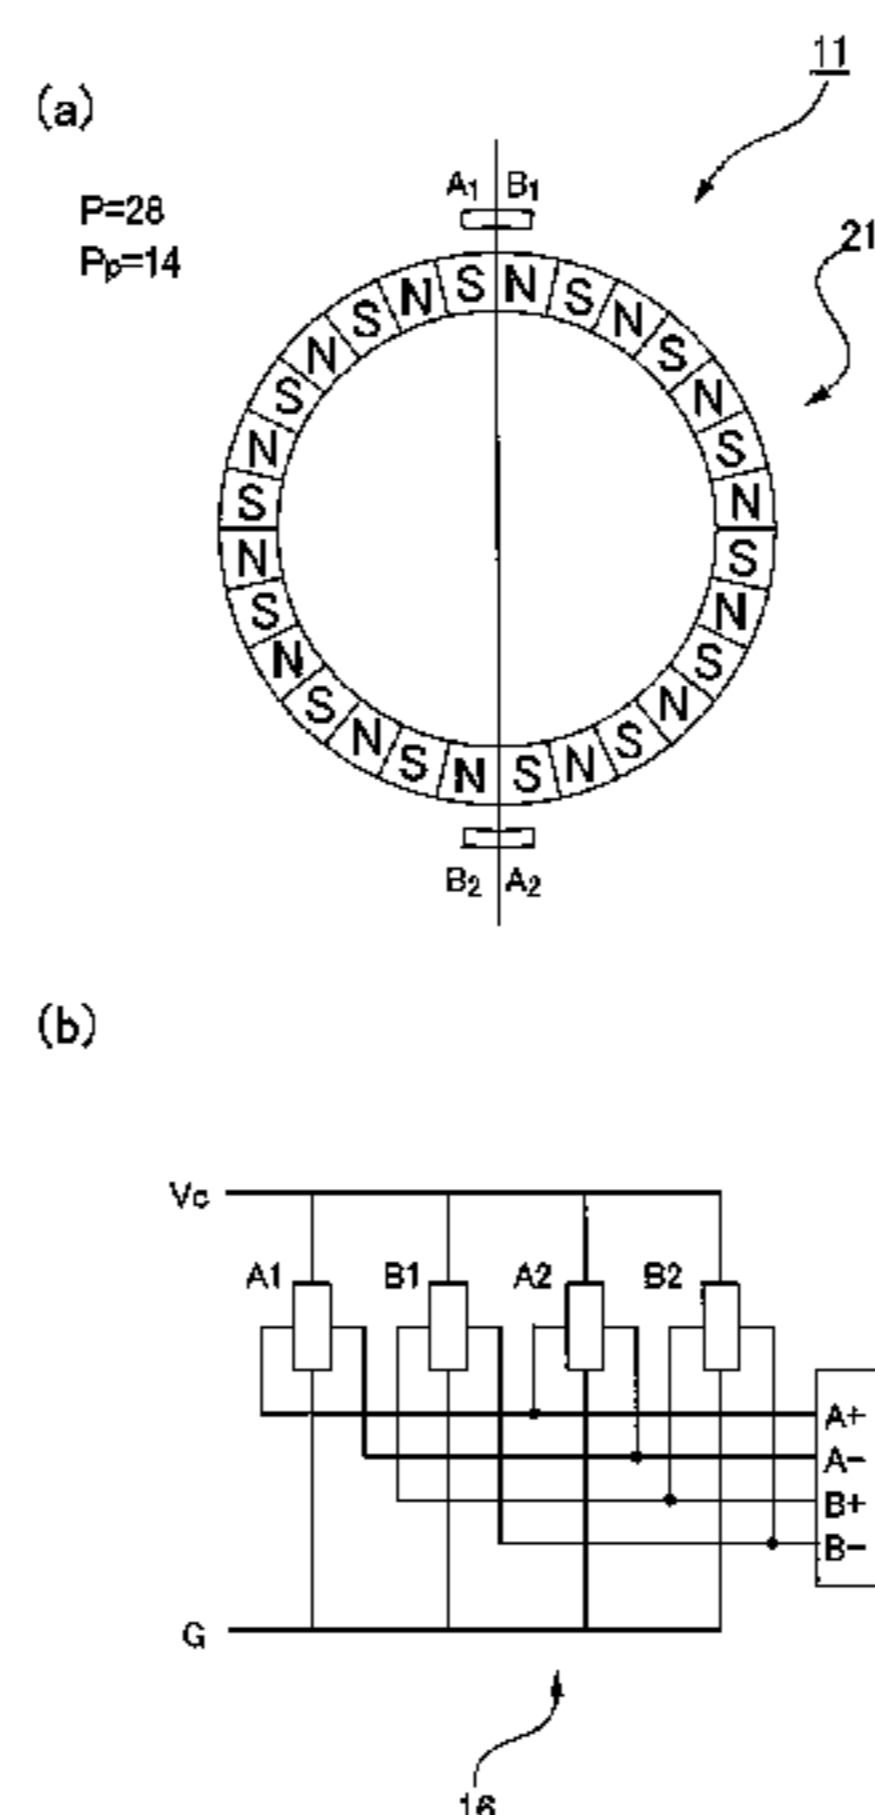 11
(a)
A1 B1
P=28
Pp=14
21
S N S N S N S N S N S N S N S N S N S N S N S N S N S N
B2 A2
(b)
Vc
A1 B1 A2 B2
A+
A-
B+
B-
G
16